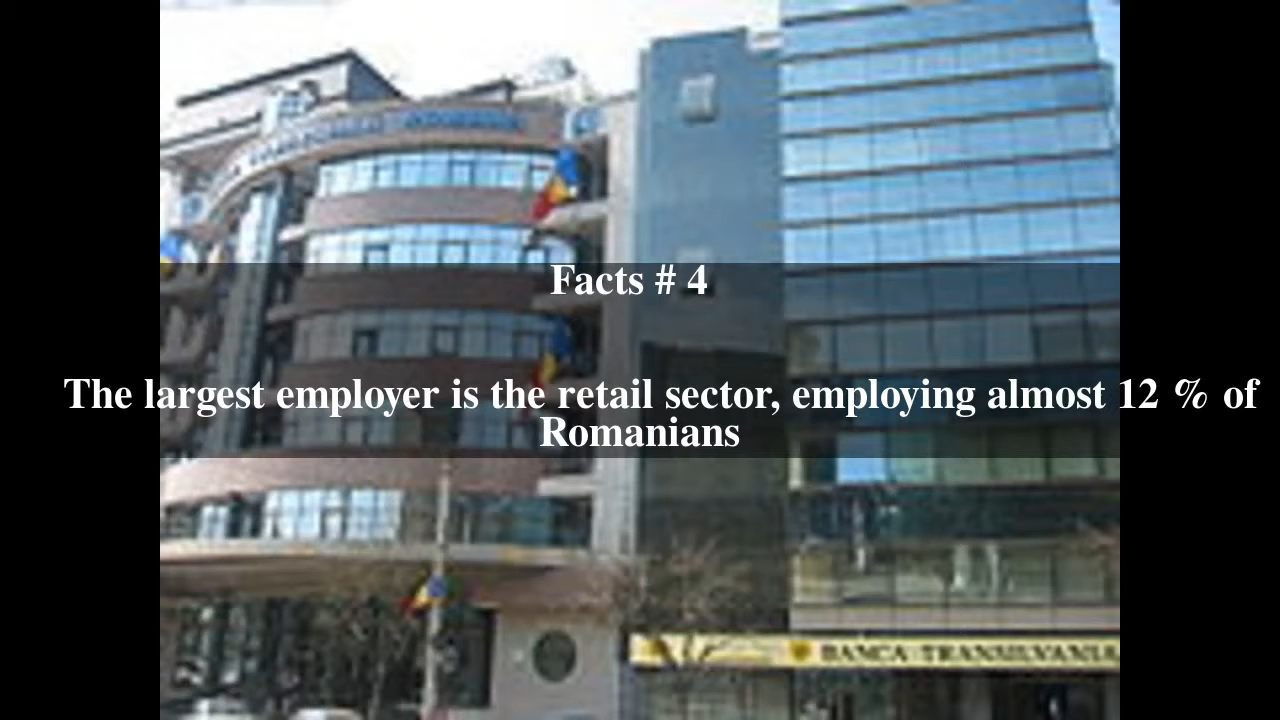 Facts # 4
The largest employer is the retail sector, employing almost 12 % of
Romanians
BANCA TRANSILVANIA